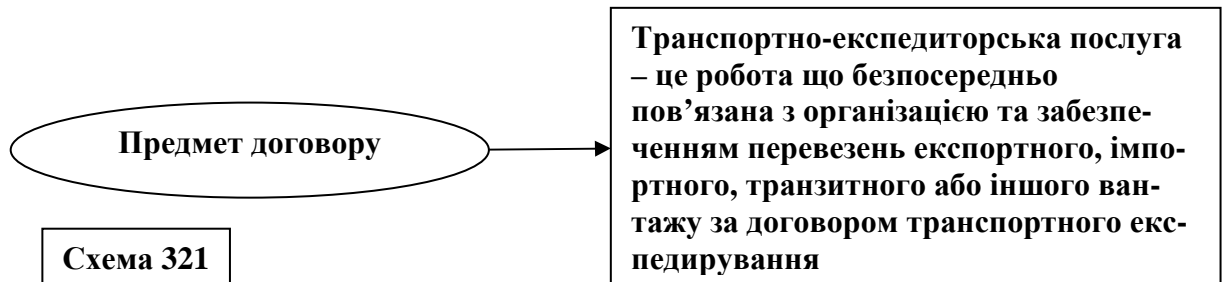 Предмет договору
Транспортно-експедиторська послуга
– це робота що безпосередньо
пов’язана з організацією та забезпе-
ченням перевезень експортного, імпо-
ртного, транзитного або іншого ван-
тажу за договором транспортного екс-
педирування
Схема 321